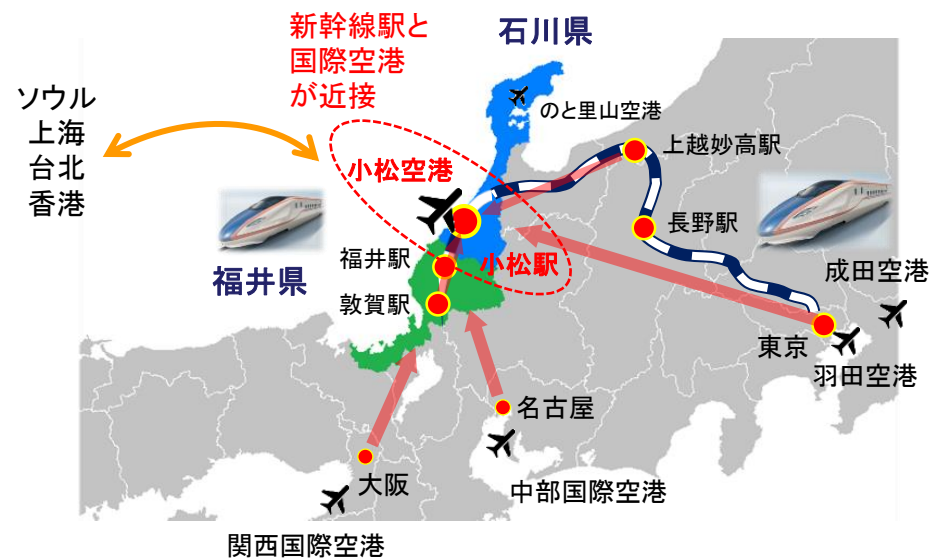 新幹線駅と
国際空港
が近接
石川県
ソウル
上海
台北
香港
のと里山空港
上越妙高駅
小松空港
長野駅
福井駅
小松駅
福井県
成田空港
敦賀駅
東京
羽田空港
名古屋
大阪
中部国際空港
関西国際空港